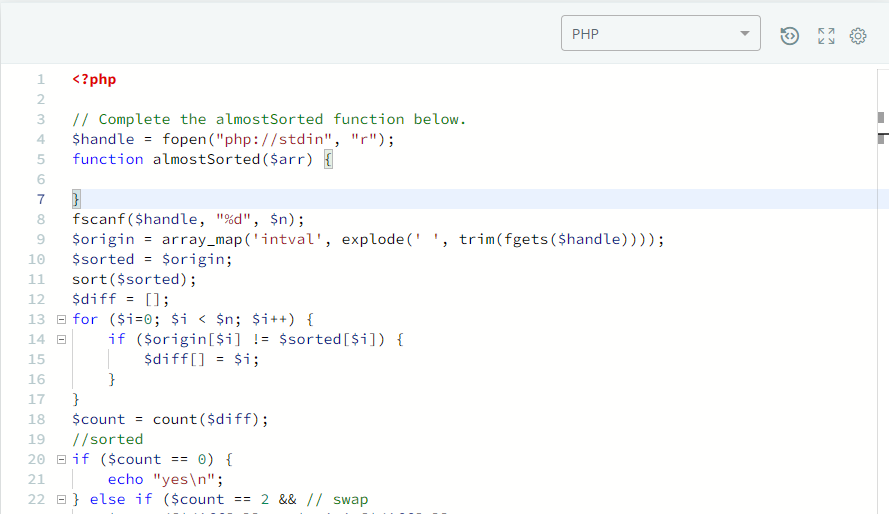 PHP
1 <?php
2
3 // Complete the almostSorted function below.
4 $handle = fopen("php://stdin", "r");
5 function almostSorted($arr) {
6
7 }
8 fscanf($handle, "%d", $n);
9 $origin = array_map('intval', explode(' ', trim(fgets($handle))));
10 $sorted = $origin;
11 sort($sorted);
12 $diff = [];
13 for ($i=0; $i < $n; $i++) {
14 if ($origin[$i] != $sorted[$i]) {
15 $diff[] = $i;
16 }
17 }
18 $count = count($diff);
19 //sorted
20 if ($count == 0) {
21 echo "yes\n";
22 } else if ($count == 2 && // swap